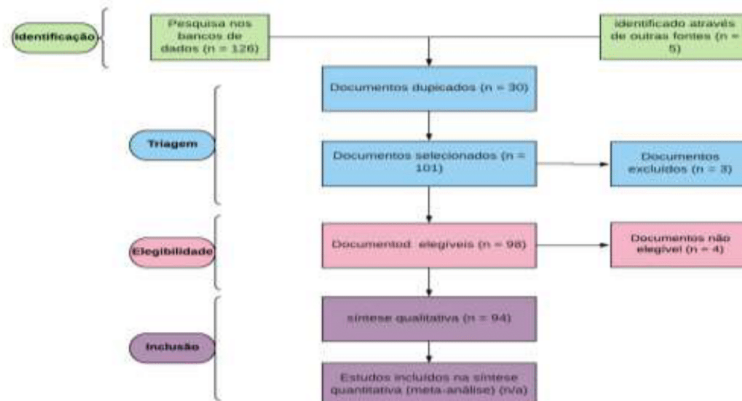 Identificação
Pesquisa nos
bancos de
dados (n = 126)
identificado através
de outras fontes (n =
5)
Documentos dupicados (n = 30)
Triagem
Documentos selecionados (n =
101)
Documentos
excluídos (n = 3)
Elegibilidade
Documentod elegíveis (n = 98)
Documentos não
elegível (n = 4)
síntese qualitativa (n = 94)
Inclusão
Estudos incluídos na síntese
quantitativa (meta-análise) (n/a)